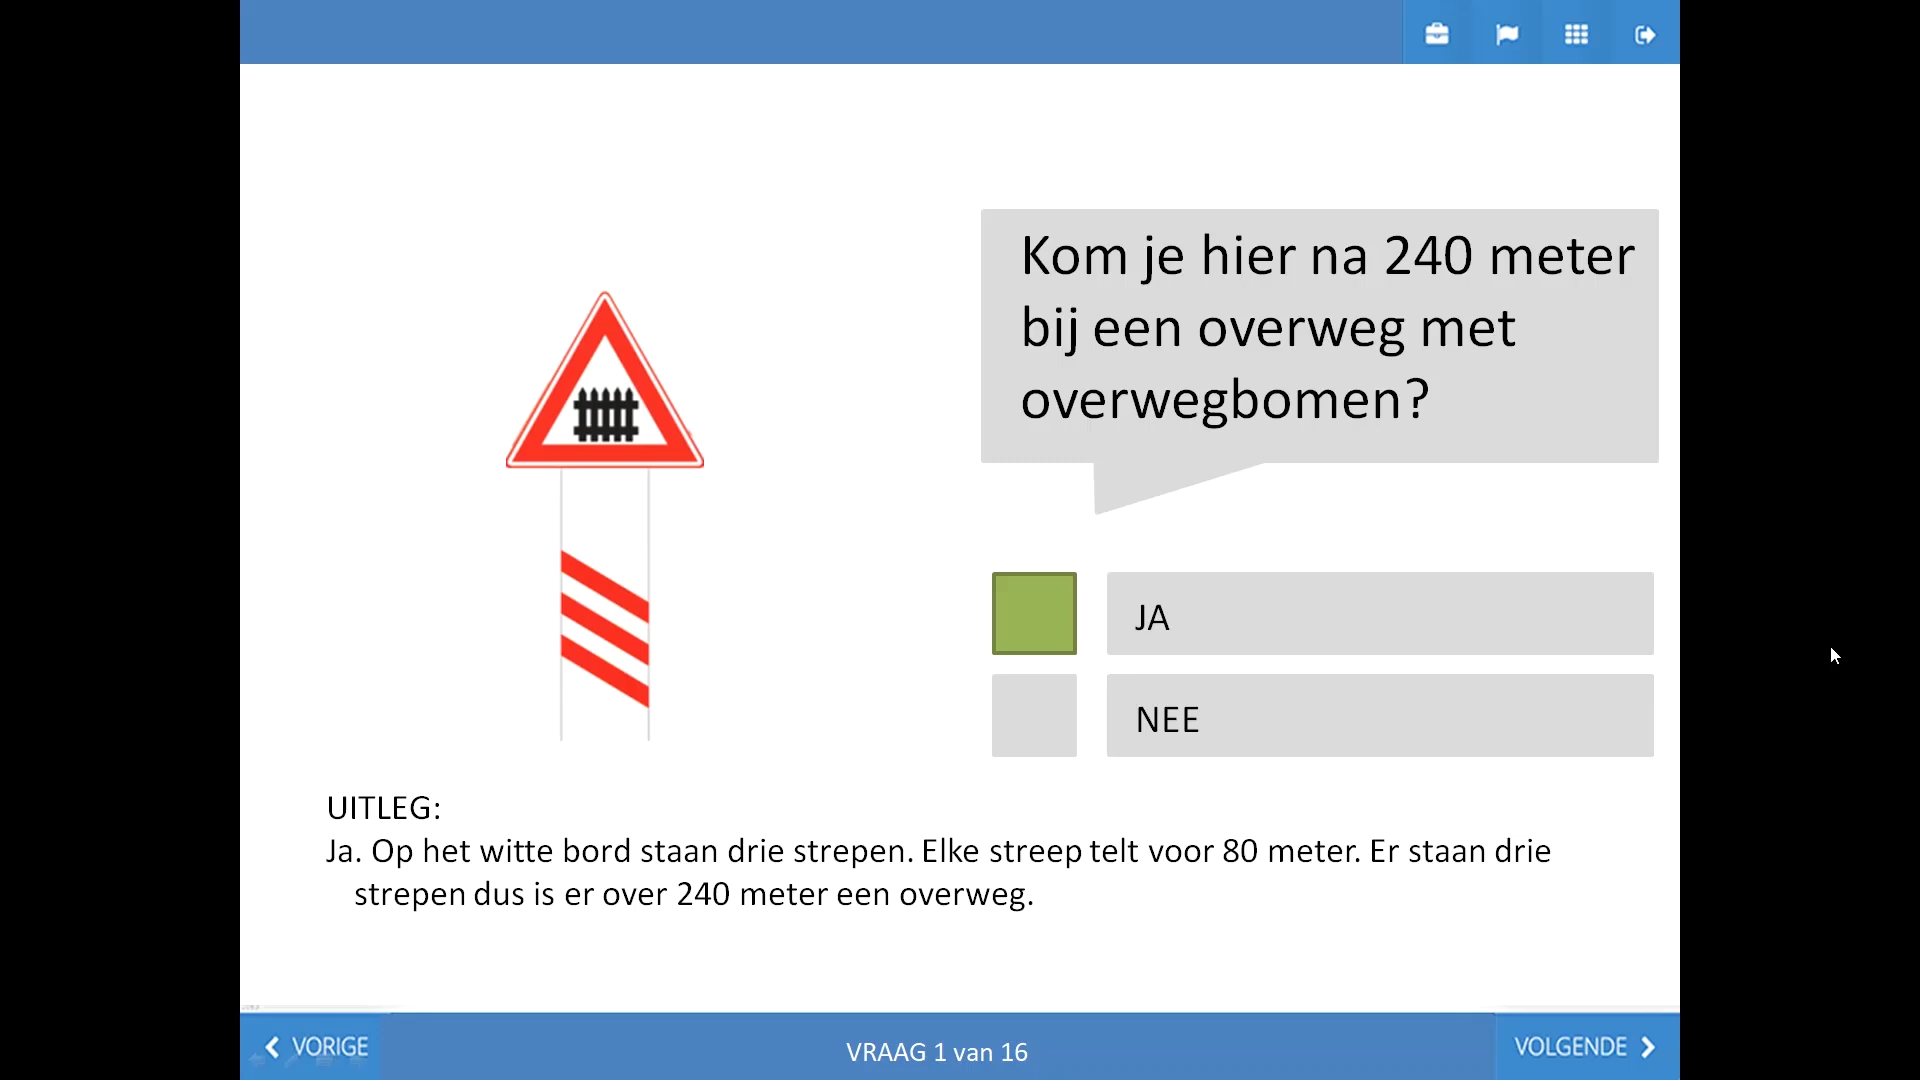 Kom je hier na 240 meter
bij een overweg met
overwegbomen?
JA
NEE
UITLEG:
Ja. Op het witte bord staan drie strepen. Elke streep telt voor 80 meter. Er staan drie
strepen dus is er over 240 meter een overweg.
VORIGE
VRAAG 1 van 16
VOLGENDE